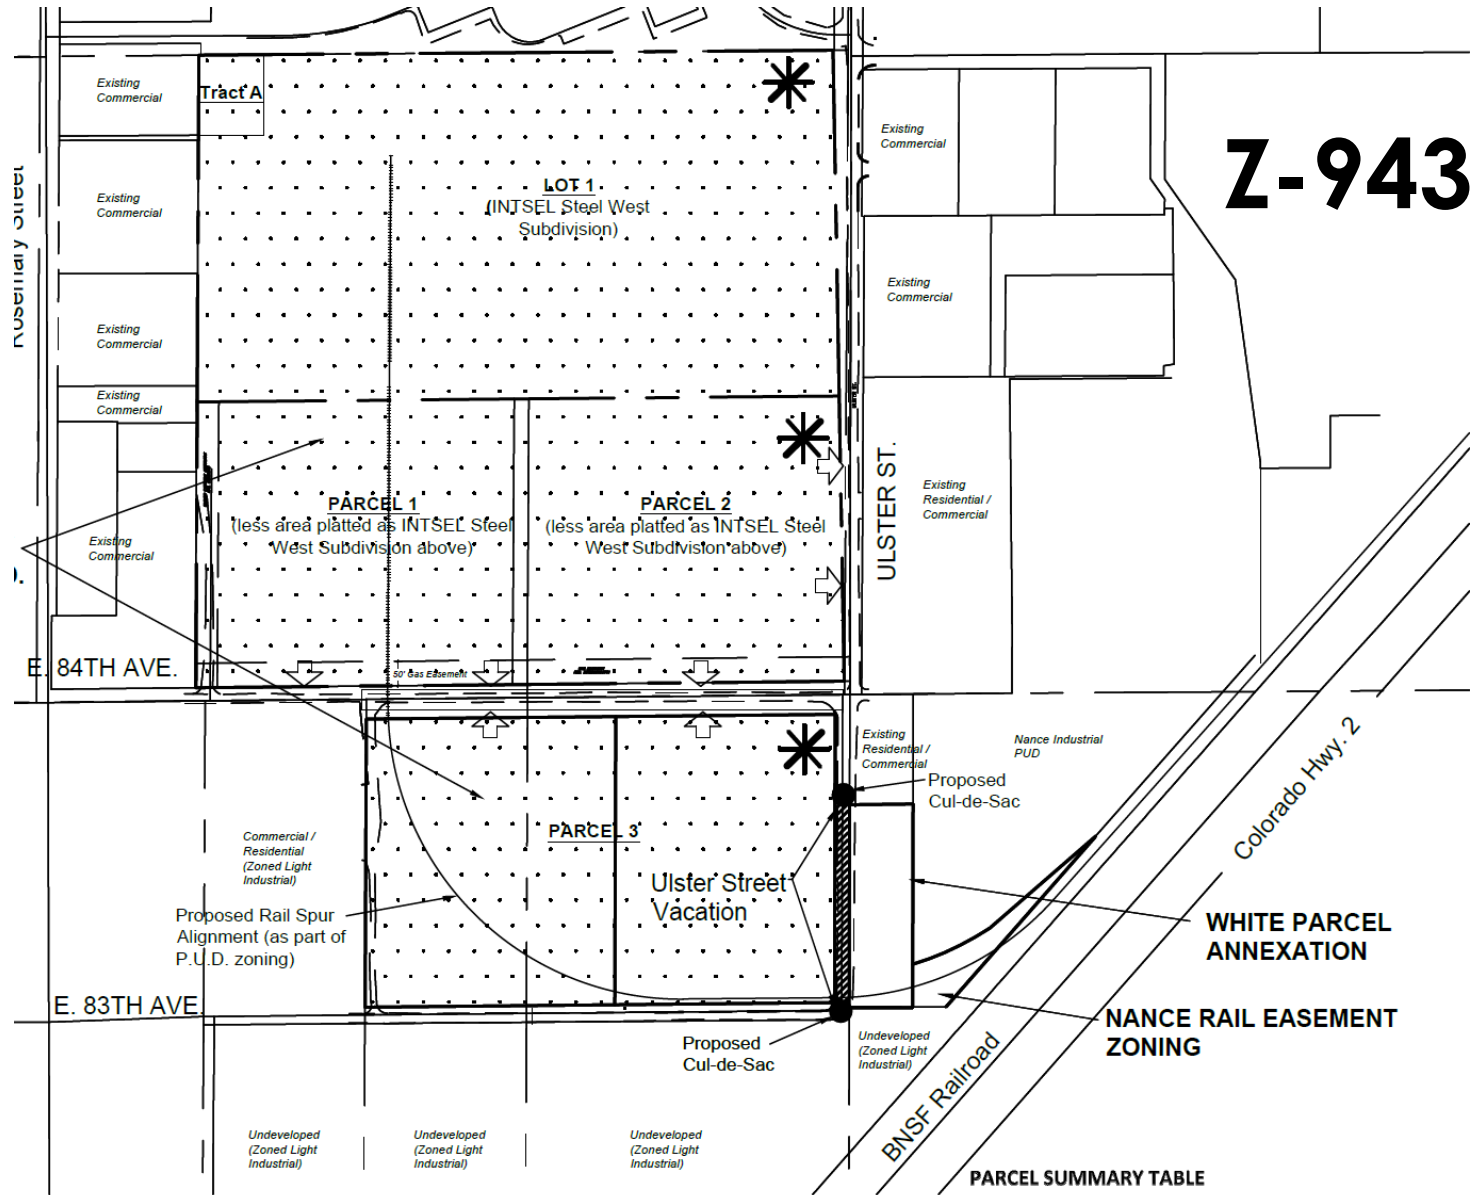 Existing
Commercial
Tract A
Existing
Commercial
Z-943
LOT 1
(INTSEL Steel West
Subdivision)
Existing
Commercial
Rosemary Street
Existing
Commercial
Existing
Commercial
Existing
Commercial
ULSTER ST.
Existing
Residential /
Commercial
PARCEL 1
(less area platted as INTSEL Steel
West Subdivision above)
PARCEL 2
(less area platted as INTSEL Steel
West Subdivision above)
Existing
Commercial
E. 84TH AVE.
50' Gas Easement
Existing
Residential /
Commercial
Nance Industrial
PUD
Colorado Hwy. 2
Proposed
Cul-de-Sac
PARCEL 3
Commercial /
Residential
(Zoned Light
Industrial)
Ulster Street
Vacation
Proposed Rail Spur
Alignment (as part of
P.U.D. zoning)
WHITE PARCEL
ANNEXATION
E. 83TH AVE.
NANCE RAIL EASEMENT
ZONING
Proposed
Cul-de-Sac
Undeveloped
(Zoned Light
Industrial)
BNSF Railroad
Undeveloped
(Zoned Light
Industrial)
Undeveloped
(Zoned Light
Industrial)
Undeveloped
(Zoned Light
Industrial)
PARCEL SUMMARY TABLE